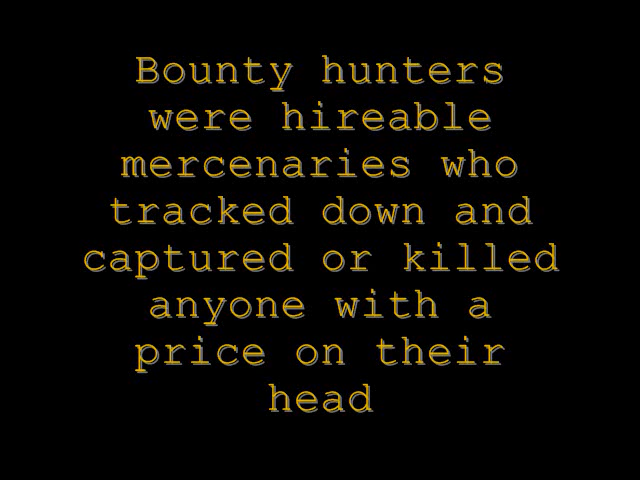 Bounty hunters
were hireable
mercenaries who
tracked down and
captured or killed
anyone with a
price on their
head